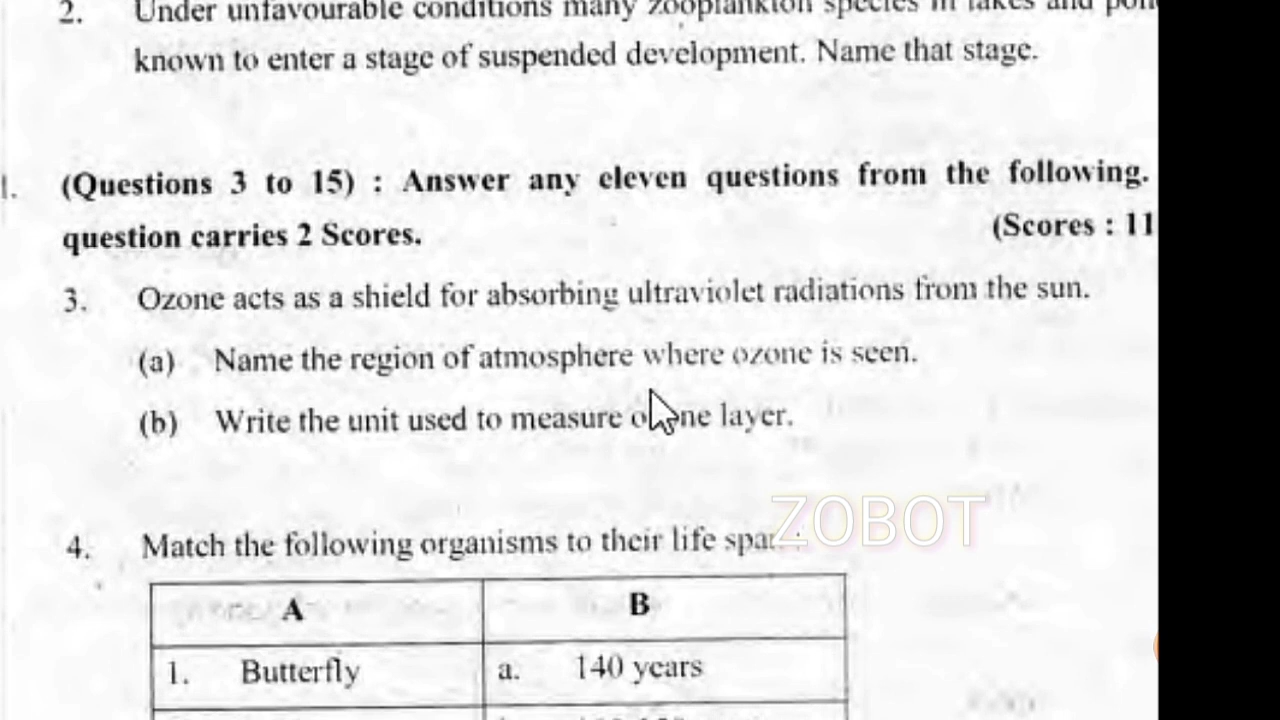 2. Under unfavourable conditions many zooplankton species in lakes and
known to enter a stage of suspended development. Name that stage.
(Questions 3 to 15) : Answer any eleven questions from the following.
question carries 2 Scores. (Scores : 11
3. Ozone acts as a shield for absorbing ultraviolet radiations from the sun.
(a) Name the region of atmosphere where ozone is seen.
(b) Write the unit used to measure layer.
ZOBOT
4. Match the following organisms to their life
A B
1. Butterfly a. 140 years